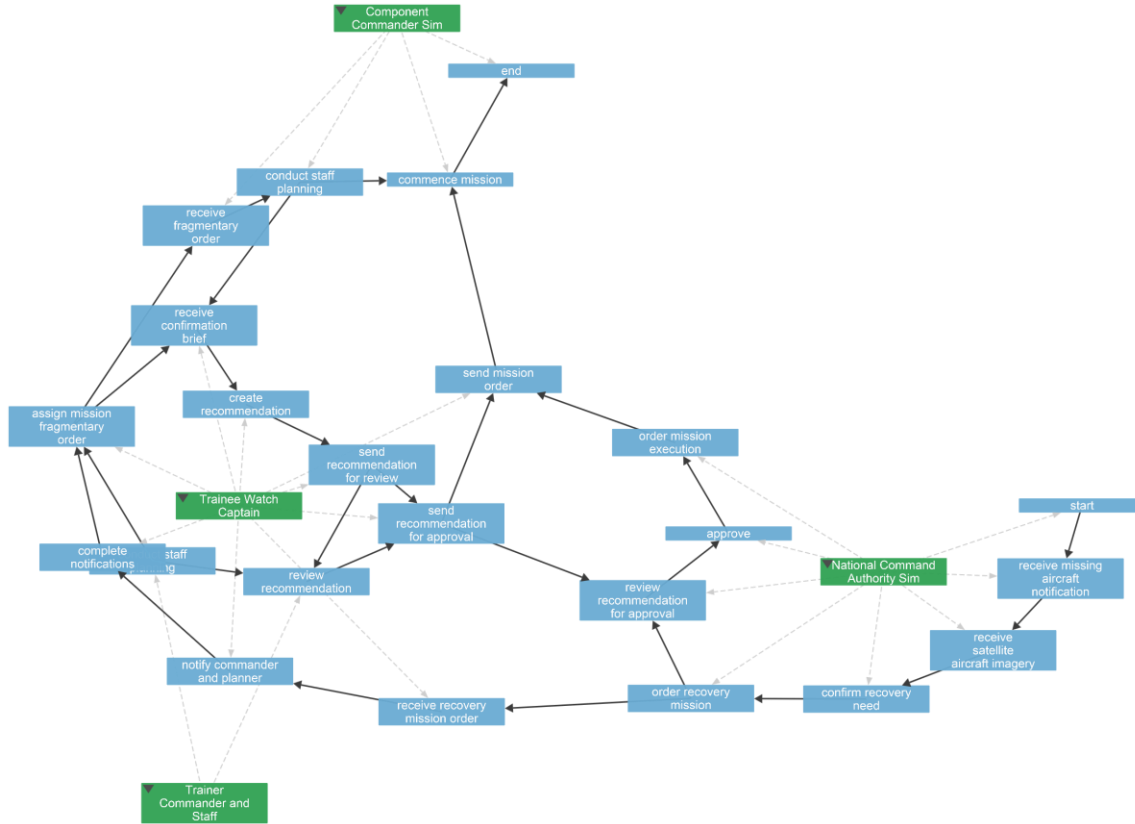 Component
Commander Sim
end
conduct staff
planning
commence mission
receive
fragmentary
order
receive
confirmation
brief
send mission
order
create
recommendation
assign mission
fragmentary
order
order mission
execution
send
recommendation
for review
Trainee Watch
Captain
start
send
recommendation
for approval
approve
complete
notifications
staff
planning
review
recommendation
National Command
Authority Sim
receive missing
aircraft
notification
review
recommendation
for approval
receive
satellite
aircraft imagery
notify commander
and planner
order recovery
mission
confirm recovery
need
receive recovery
mission order
Trainer
Commander and
Staff